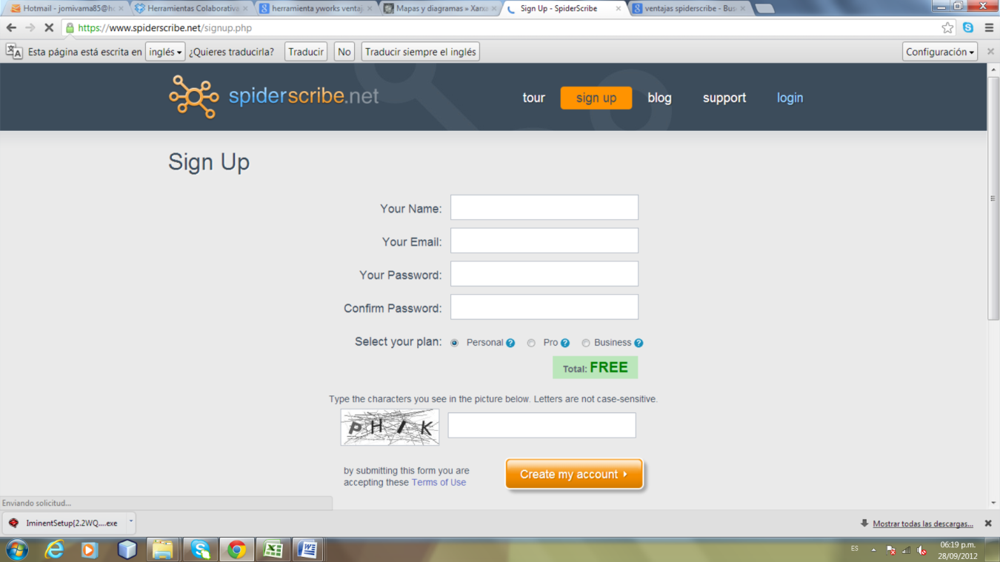 Hotmail - jomivama85@h
Herramientas Colaborativa
herramienta yworks ventaj
Mapas y diagramas » Xarxa
Sign Up - SpiderScribe
ventajas spiderscribe - Bus
https://www.spiderscribe.net/signup.php
Esta página está escrita en inglés ¿Quieres traducirla? Traducir No Traducir siempre el inglés Configuración
spiderscribe.net
tour sign up blog support login
Sign Up
Your Name:
Your Email:
Your Password:
Confirm Password:
Select your plan: Personal ? Pro ? Business ?
Total: FREE
Type the characters you see in the picture below. Letters are not case-sensitive.
by submitting this form you are
accepting these Terms of Use
Create my account
Enviando solicitud...
IminentSetup{2.2WQ....exe
Mostrar todas las descargas...
ES
06:19 p.m.
28/09/2012